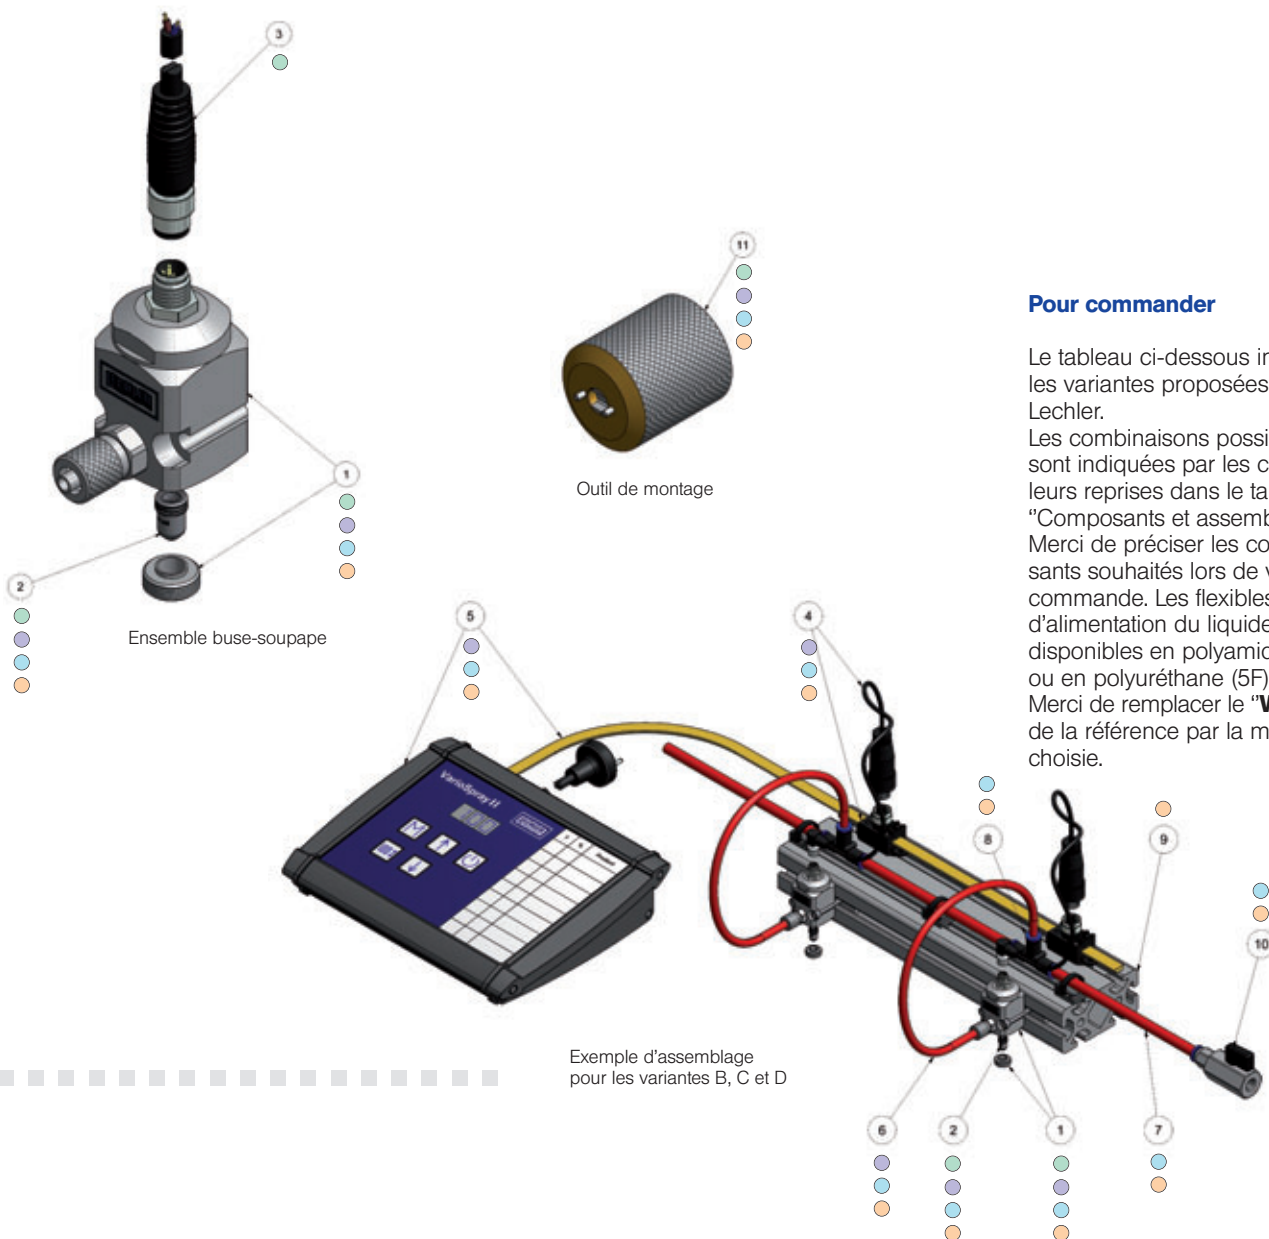 3
11
Pour commander
Le tableau ci-dessous in
les variantes proposées
Lechler.
Les combinaisons possi
sont indiquées par les c
leurs reprises dans le ta
"Composants et assemb
Merci de préciser les co
sants souhaités lors de v
commande. Les flexibles
d'alimentation du liquide
disponibles en polyamid
ou en polyuréthane (5F)
Merci de remplacer le "W
de la référence par la m
choisie.
Outil de montage
1
2
Ensemble buse-soupape
5
4
VarioSpray II
M
8
9
10
Exemple d'assemblage
pour les variantes B, C et D
6
2
1
7